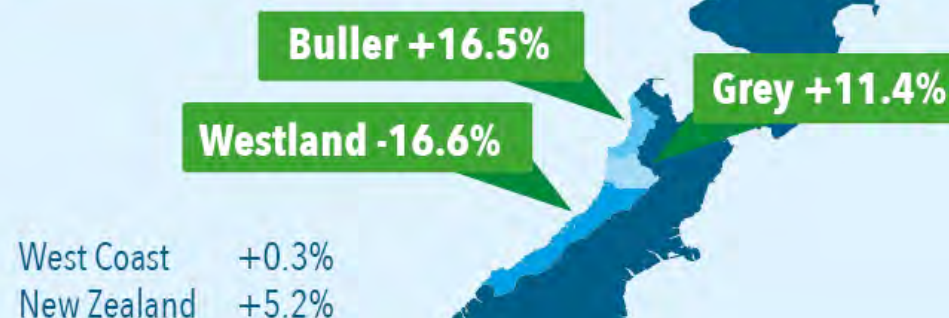 Buller +16.5%
Grey +11.4%
Westland -16.6%
West Coast +0.3%
New Zealand +5.2%